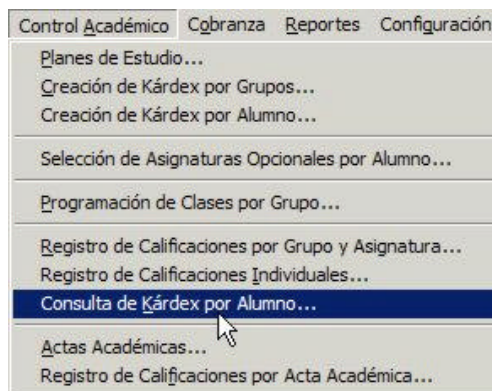 Control Académico Cobranza Reportes Configuración
Planes de Estudio...
Creación de Kárdex por Grupos...
Creación de Kárdex por Alumno...
Selección de Asignaturas Opcionales por Alumno...
Programación de Clases por Grupo...
Registro de Calificaciones por Grupo y Asignatura...
Registro de Calificaciones Individuales...
Consulta de Kárdex por Alumno...
Actas Académicas...
Registro de Calificaciones por Acta Académica...